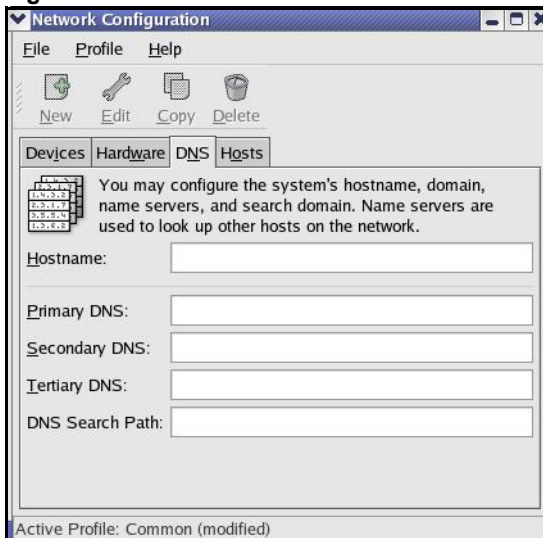 Network Configuration
File Profile Help
New Edit Copy Delete
Devices Hardware DNS Hosts
You may configure the system's hostname, domain,
name servers, and search domain. Name servers are
used to look up other hosts on the network.
Hostname:
Primary DNS:
Secondary DNS:
Tertiary DNS:
DNS Search Path:
Active Profile: Common (modified)